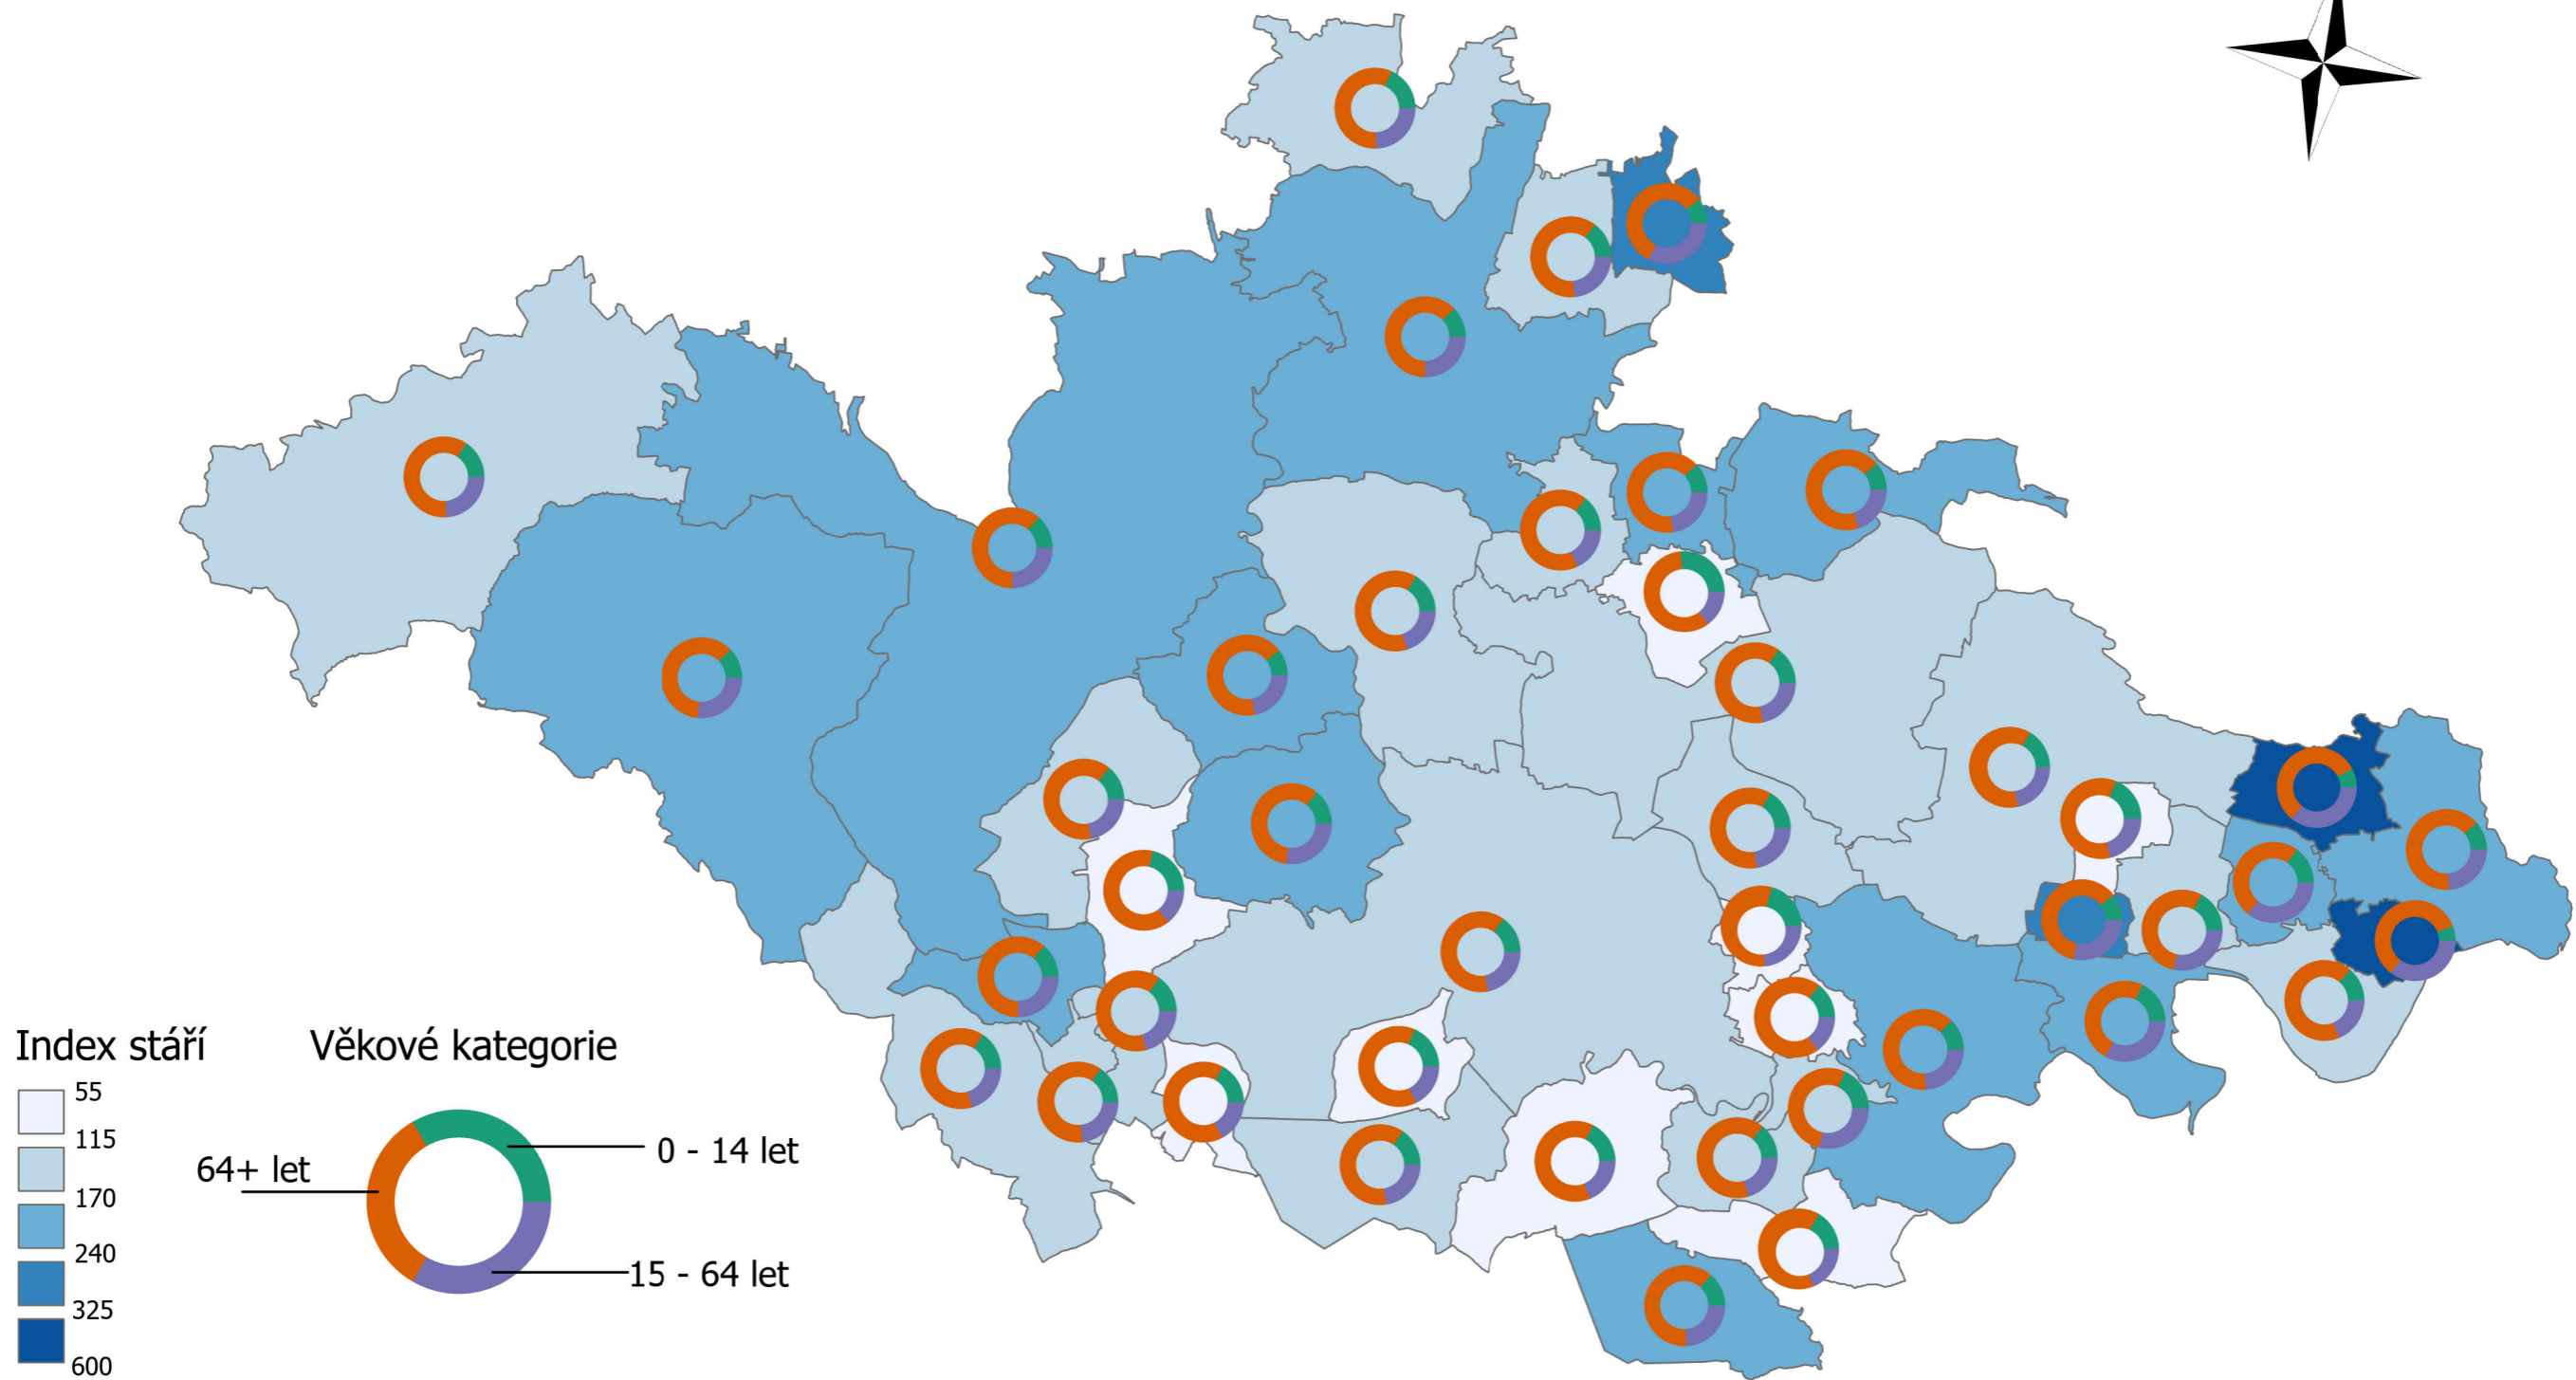 Index stáří
55
115
170
240
325
600
Věkové kategorie
64+ let
0 - 14 let
15 - 64 let